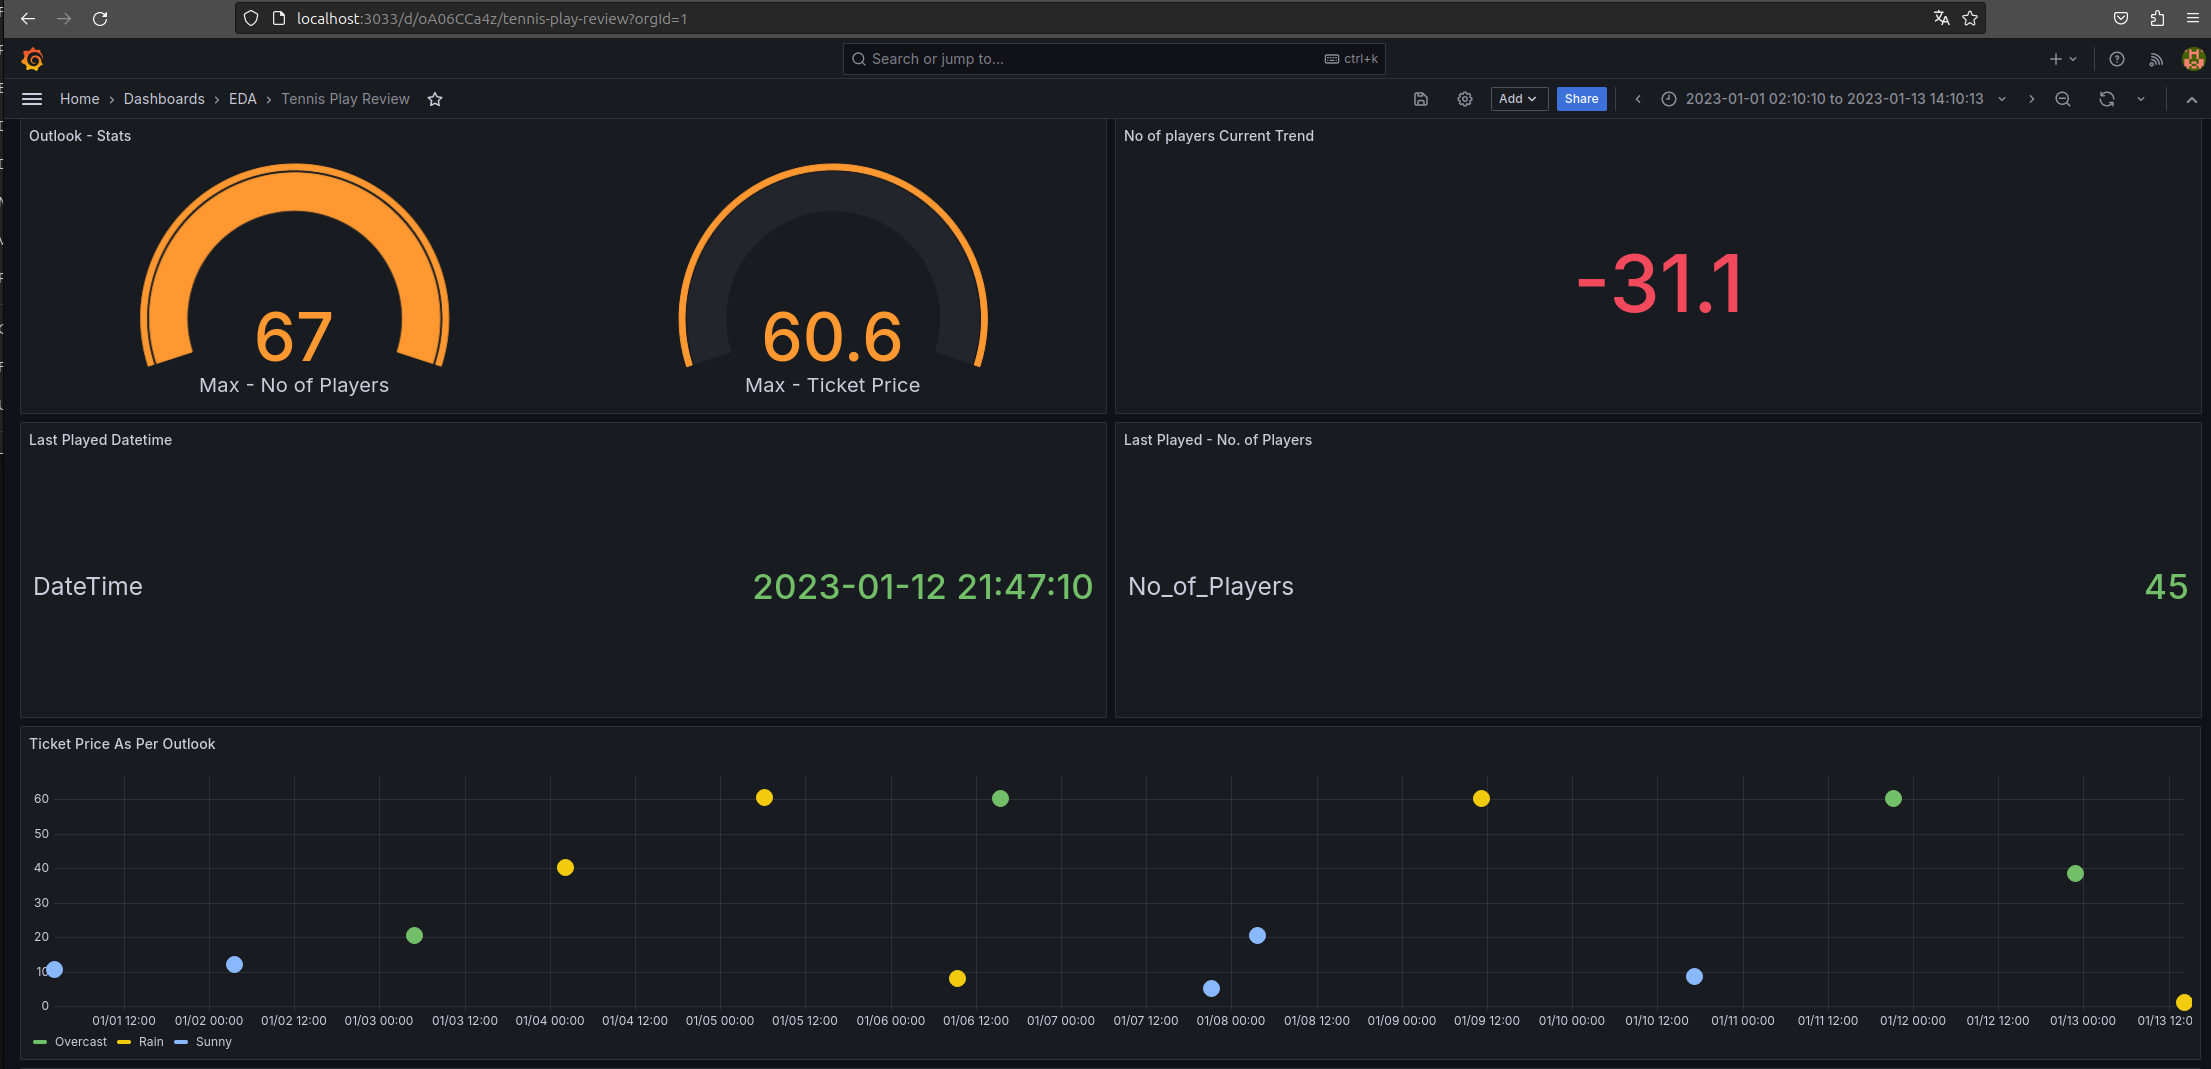 localhost:3033/d/oA06CCa4z/tennis-play-review?orgId=1
Search or jump to... ctrl+k
Home › Dashboards › EDA › Tennis Play Review Add Share 2023-01-01 02:10:10 to 2023-01-13 14:10:13
Outlook - Stats
67
Max - No of Players
60.6
Max - Ticket Price
No of players Current Trend
-31.1
Last Played Datetime
DateTime 2023-01-12 21:47:10
Last Played - No. of Players
No_of_Players 45
Ticket Price As Per Outlook
60
50
40
30
20
10
0
01/01 12:00 01/02 00:00 01/02 12:00 01/03 00:00 01/03 12:00 01/04 00:00 01/04 12:00 01/05 00:00 01/05 12:00 01/06 00:00 01/06 12:00 01/07 00:00 01/07 12:00 01/08 00:00 01/08 12:00 01/09 00:00 01/09 12:00 01/10 00:00 01/10 12:00 01/11 00:00 01/11 12:00 01/12 00:00 01/12 12:00 01/13 00:00 01/13 12:0
Overcast Rain Sunny